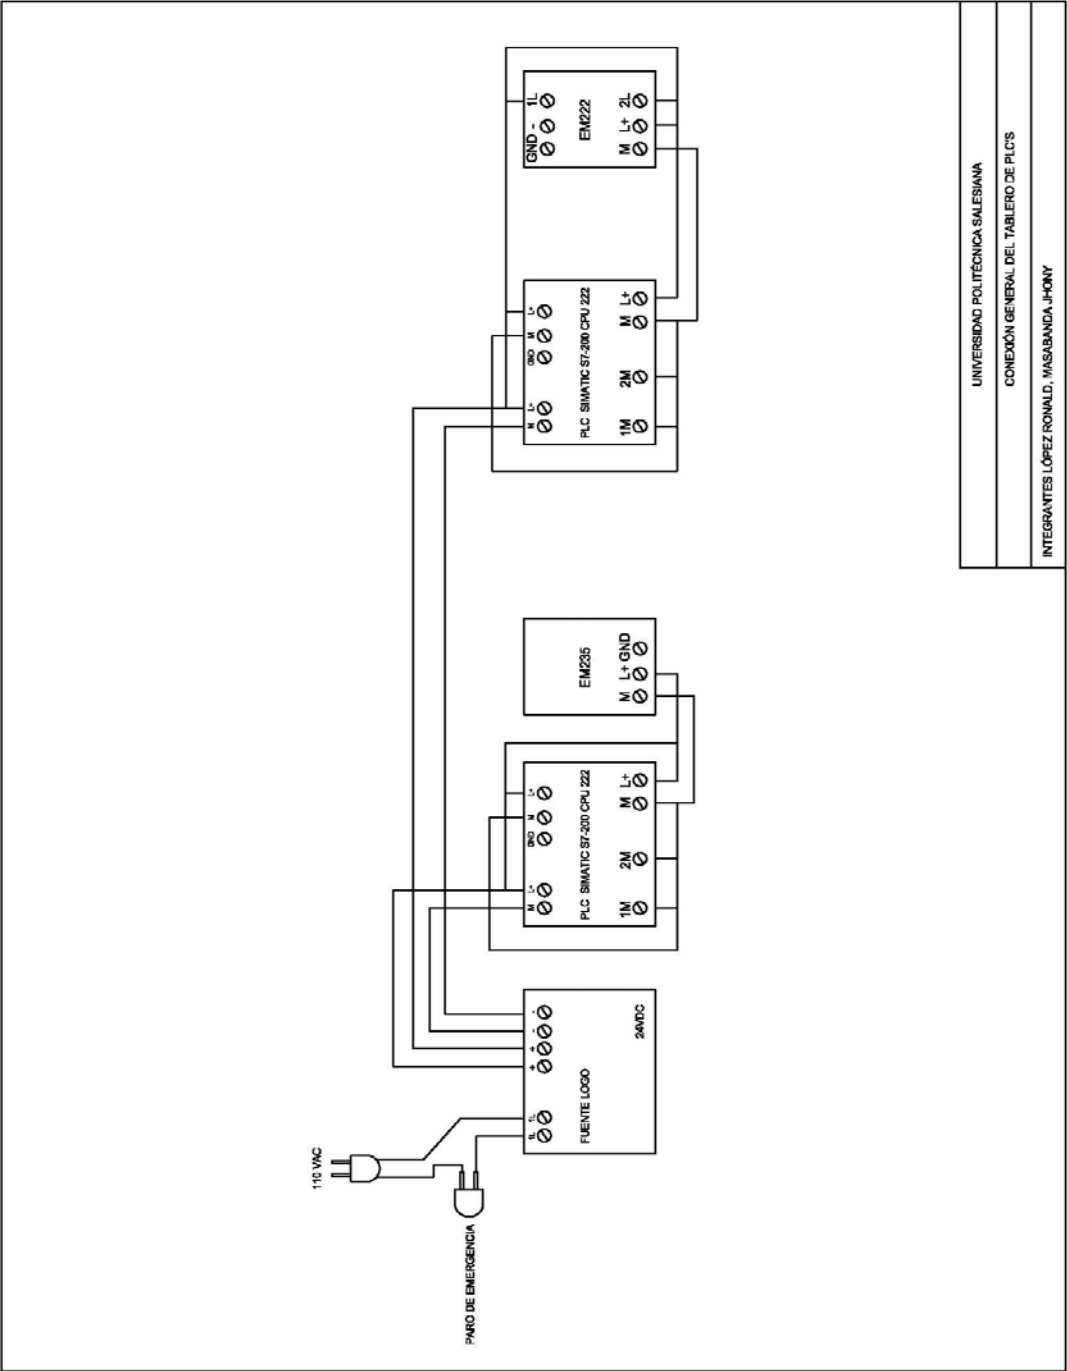 110 VAC
PARO DE EMERGENCIA
1L 1L + + - -
FUENTE LOGO
24VDC
M L+ GND M L+
PLC SIMATIC S7-200 CPU 222
1M 2M M L+
EM235
M L+ GND
M L+ GND M L+
PLC SIMATIC S7-200 CPU 222
1M 2M M L+
GND - 1L
EM222
M L+ 2L
UNIVERSIDAD POLITÉCNICA SALESIANA
CONEXIÓN GENERAL DEL TABLERO DE PLC'S
INTEGRANTES LÓPEZ RONALD, MASABANDA JHONY